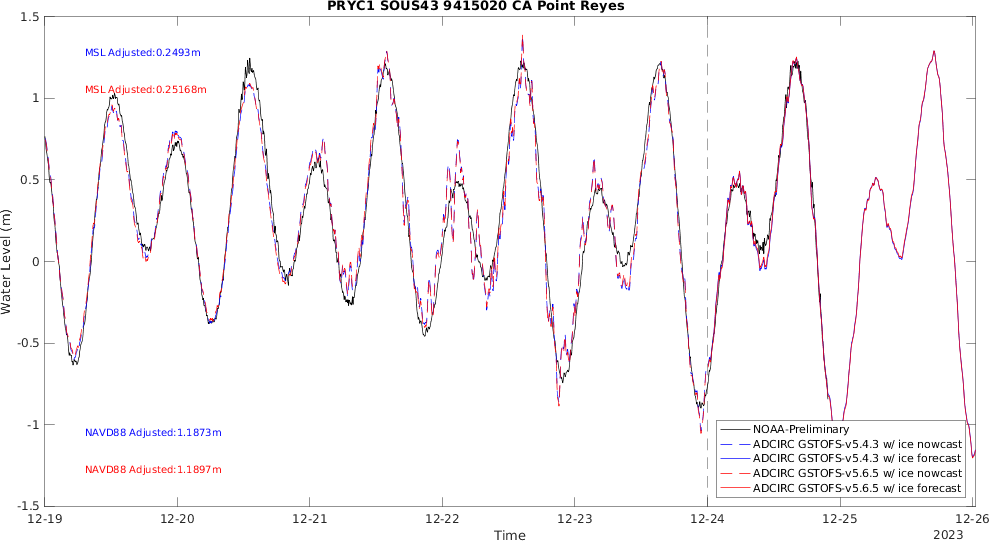 PRYC1 SOUS43 9415020 CA Point Reyes
1.5
MSL Adjusted:0.2493m
MSL Adjusted:0.25168m
1
0.5
0
-0.5
-1
-1.5
Water Level (m)
NAVD88 Adjusted:1.1873m
NAVD88 Adjusted:1.1897m
NOAA-Preliminary
ADCIRC GSTOFS-v5.4.3 w/ ice nowcast
ADCIRC GSTOFS-v5.4.3 w/ ice forecast
ADCIRC GSTOFS-v5.6.5 w/ ice nowcast
ADCIRC GSTOFS-v5.6.5 w/ ice forecast
12-19 12-20 12-21 12-22 12-23 12-24 12-25 12-26
Time
2023